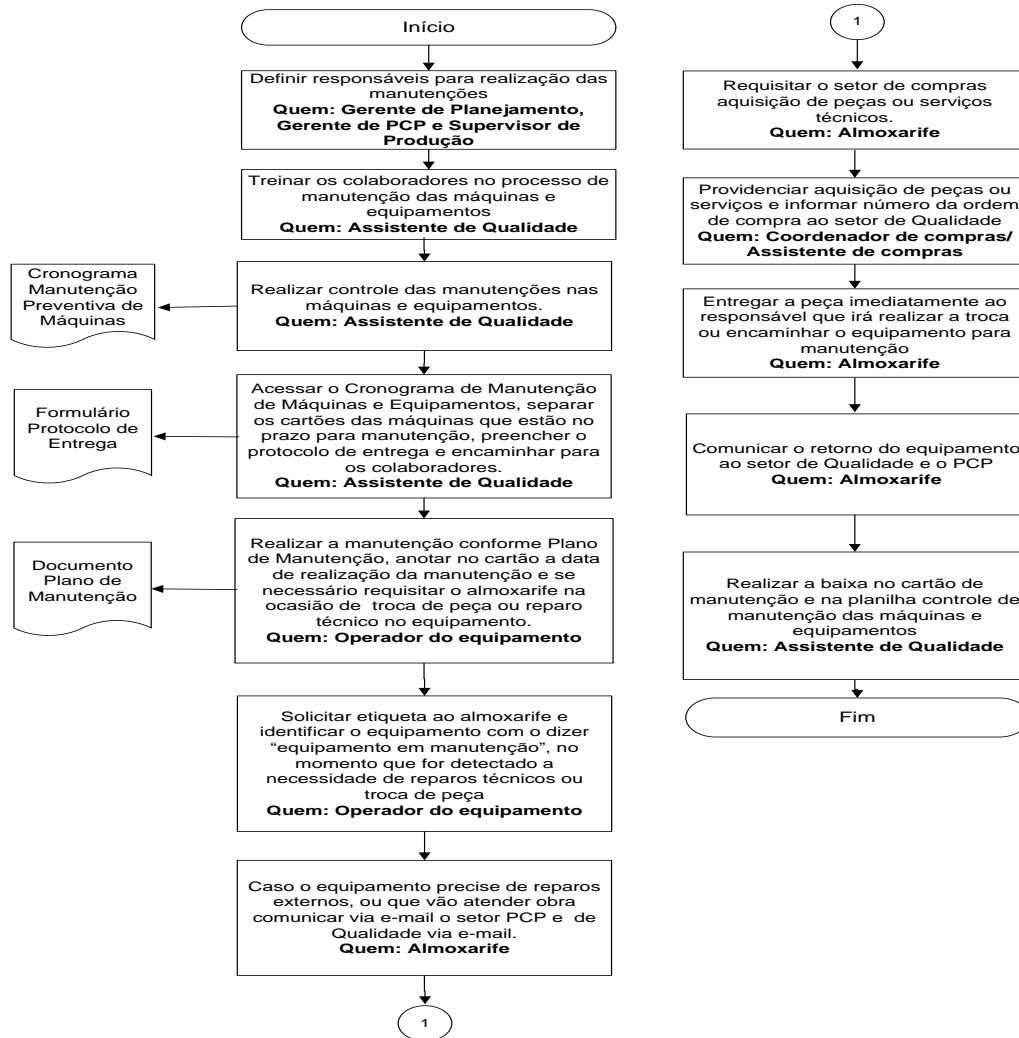 Início
Definir responsáveis para realização das
manutenções
Quem: Gerente de Planejamento,
Gerente de PCP e Supervisor de
Produção
Treinar os colaboradores no processo de
manutenção das máquinas e
equipamentos
Quem: Assistente de Qualidade
Cronograma
Manutenção
Preventiva de
Máquinas
Realizar controle das manutenções nas
máquinas e equipamentos.
Quem: Assistente de Qualidade
Formulário
Protocolo de
Entrega
Acessar o Cronograma de Manutenção
de Máquinas e Equipamentos, separar
os cartões das máquinas que estão no
prazo para manutenção, preencher o
protocolo de entrega e encaminhar para
os colaboradores.
Quem: Assistente de Qualidade
Documento
Plano de
Manutenção
Realizar a manutenção conforme Plano
de Manutenção, anotar no cartão a data
de realização da manutenção e se
necessário requisitar o almoxarife na
ocasião de troca de peça ou reparo
técnico no equipamento.
Quem: Operador do equipamento
Solicitar etiqueta ao almoxarife e
identificar o equipamento com o dizer
“equipamento em manutenção”, no
momento que for detectado a
necessidade de reparos técnicos ou
troca de peça
Quem: Operador do equipamento
Caso o equipamento precise de reparos
externos, ou que vão atender obra
comunicar via e-mail o setor PCP e de
Qualidade via e-mail.
Quem: Almoxarife
1
1
Requisitar o setor de compras
aquisição de peças ou serviços
técnicos.
Quem: Almoxarife
Providenciar aquisição de peças ou
serviços e informar número da ordem
de compra ao setor de Qualidade
Quem: Coordenador de compras/
Assistente de compras
Entregar a peça imediatamente ao
responsável que irá realizar a troca
ou encaminhar o equipamento para
manutenção
Quem: Almoxarife
Comunicar o retorno do equipamento
ao setor de Qualidade e o PCP
Quem: Almoxarife
Realizar a baixa no cartão de
manutenção e na planilha controle de
manutenção das máquinas e
equipamentos
Quem: Assistente de Qualidade
Fim